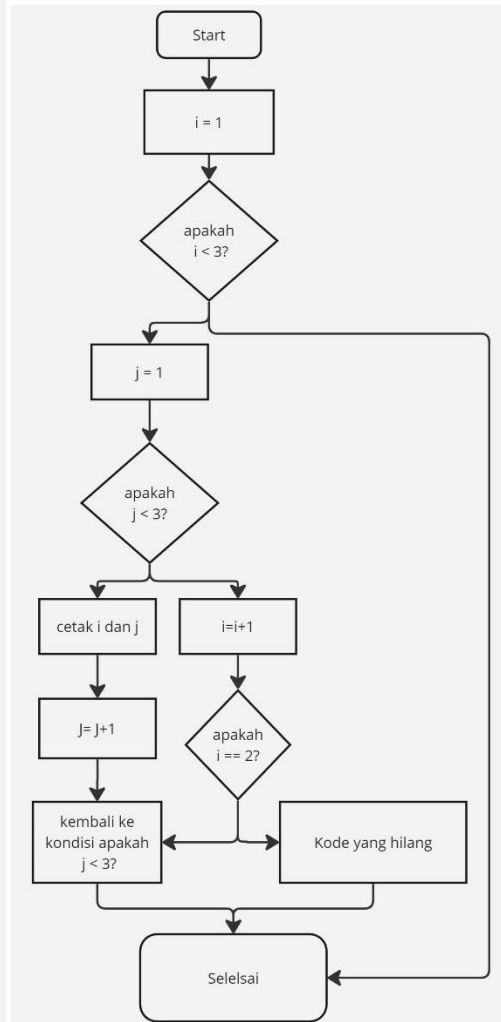 Start
i = 1
apakah
i < 3?
j = 1
apakah
j < 3?
cetak i dan j
i=i+1
J= J+1
apakah
i == 2?
kembali ke
kondisi apakah
j < 3?
Kode yang hilang
Selelsai